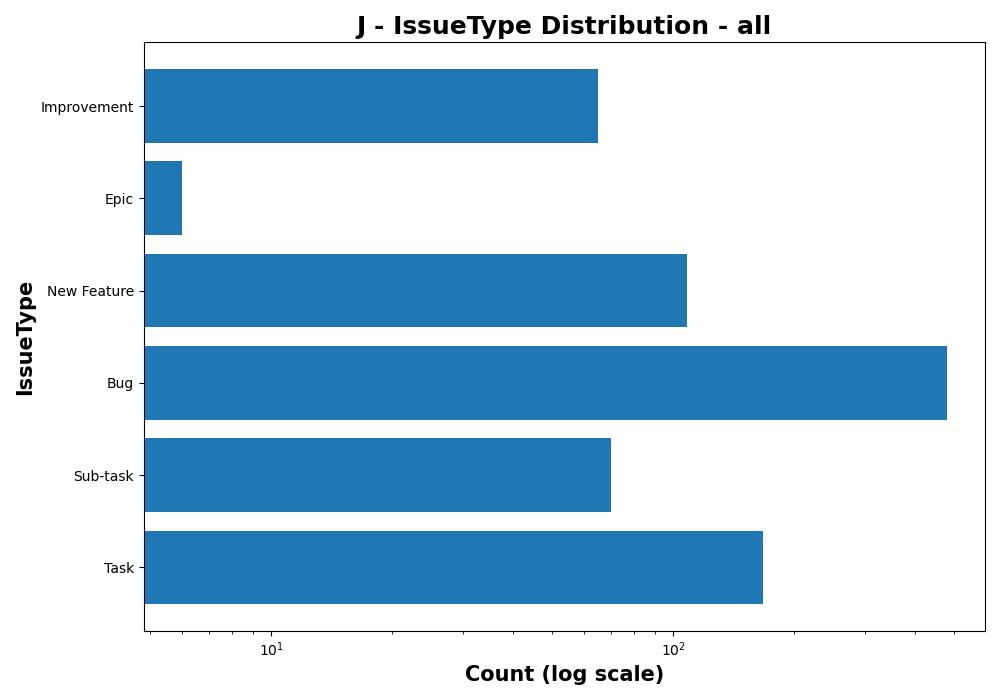 J - IssueType Distribution - all
IssueType
Improvement
Epic
New Feature
Bug
Sub-task
Task
10¹ 10²
Count (log scale)